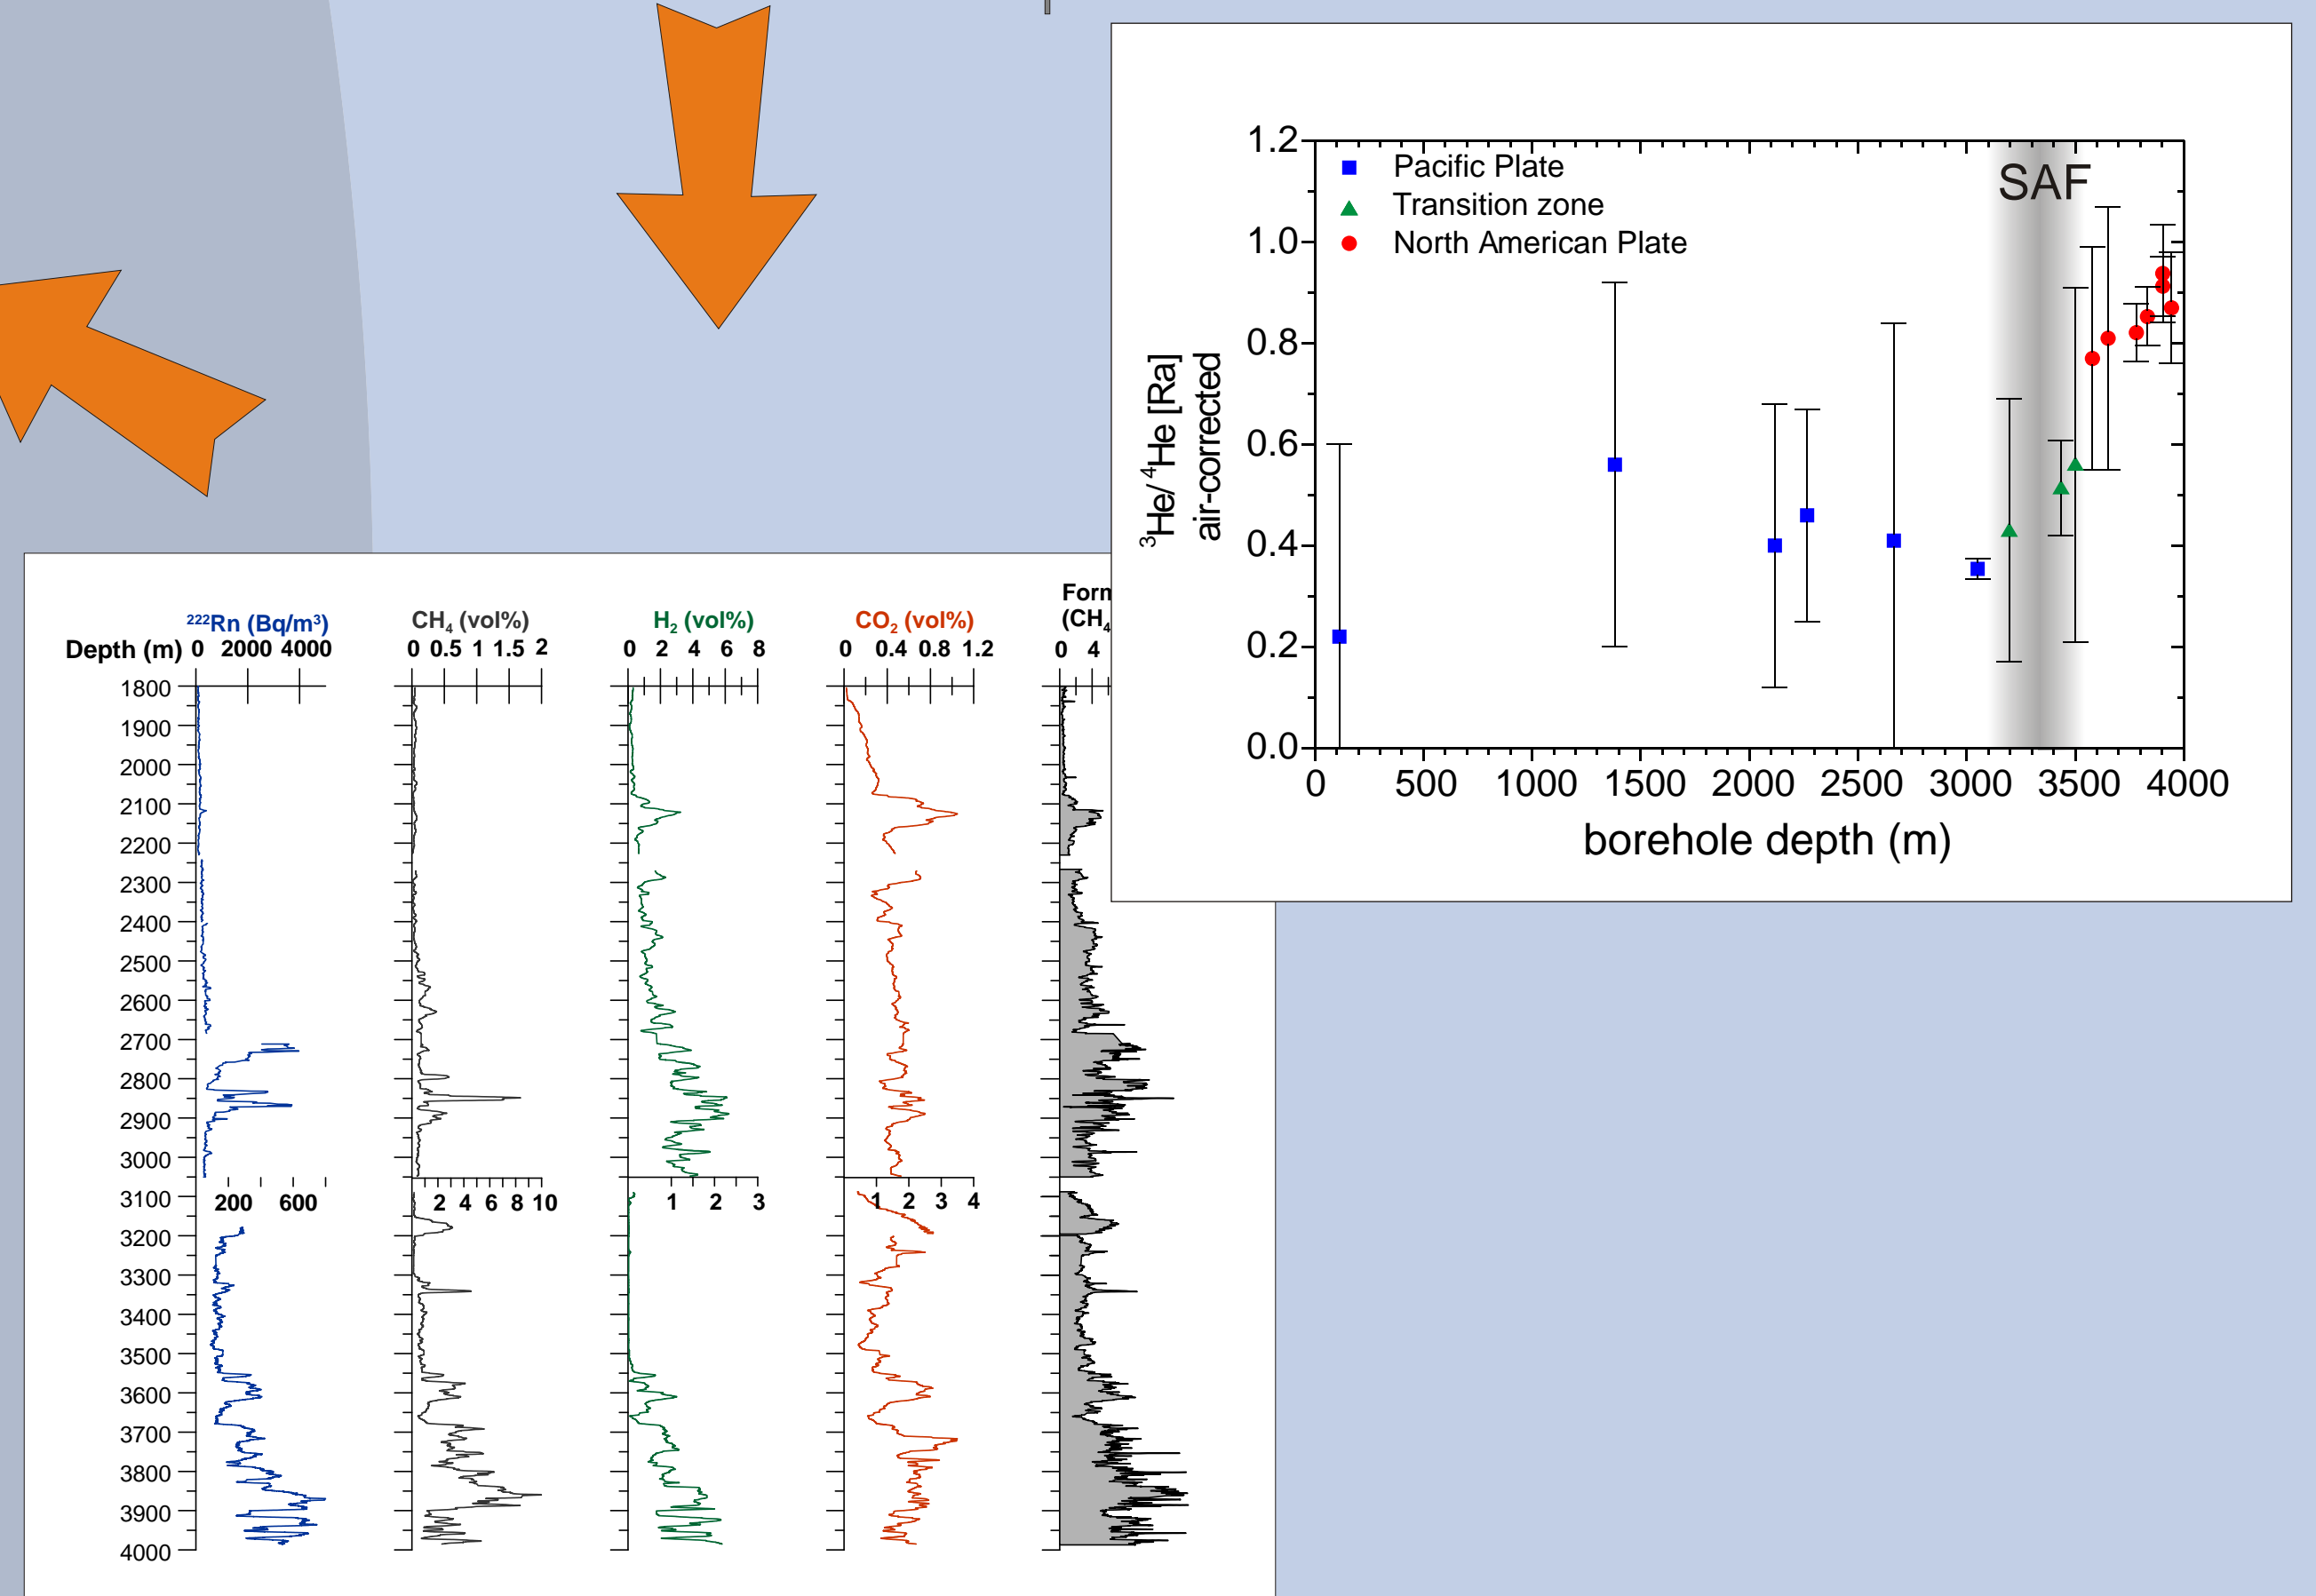 1.2
SAF
Pacific Plate
Transition zone
North American Plate
1.0
0.8
0.6
0.4
0.2
0.0
³He/⁴He [Ra]
air-corrected
0 500 1000 1500 2000 2500 3000 3500 4000
borehole depth (m)
(CH₄
²²²Rn (Bq/m³) CH₄ (vol%) H₂ (vol%) CO₂ (vol%)
Depth (m) 0 2000 4000 0 0.5 1 1.5 2 0 2 4 6 8 0 0.4 0.8 1.2 0 4
1800
1900
2000
2100
2200
2300
2400
2500
2600
2700
2800
2900
3000
3100
200 600 2 4 6 8 10 1 2 3 1 2 3 4
3200
3300
3400
3500
3600
3700
3800
3900
4000